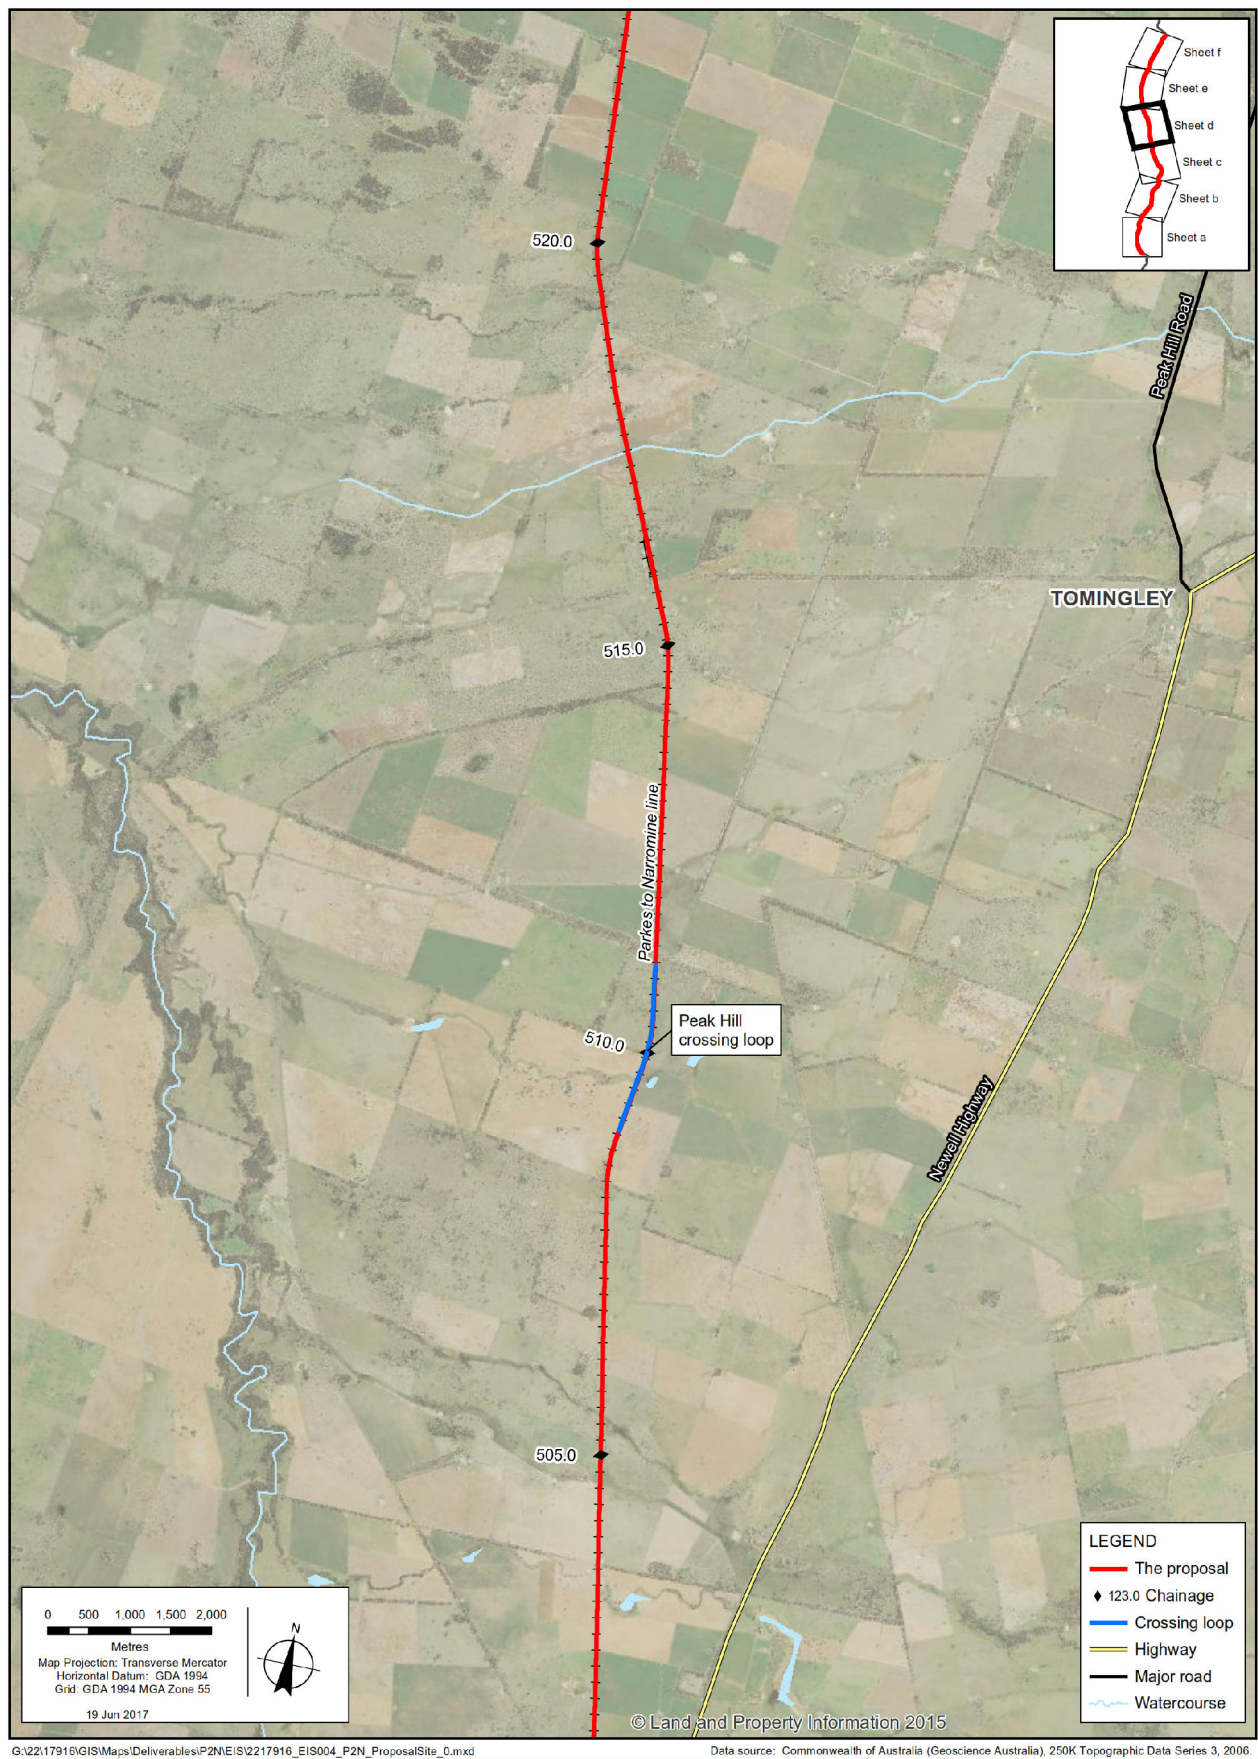 Sheet f
Sheet e
Sheet d
Sheet c
Sheet b
Sheet a
520.0
Peak Hill Road
TOMINGLEY
515.0
Parkes to Narromine line
Peak Hill
crossing loop
510.0
Newell Highway
505.0
LEGEND
The proposal
123.0 Chainage
Crossing loop
Highway
Major road
Watercourse
0 500 1,000 1,500 2,000
Metres
Map Projection: Transverse Mercator
Horizontal Datum: GDA 1994
Grid: GDA 1994 MGA Zone 55
19 Jun 2017
N
© Land and Property Information 2015
G:\22\17916\GIS\Maps\Deliverables\P2N\EIS\2217916_EIS004_P2N_ProposalSite_0.mxd
Data source: Commonwealth of Australia (Geoscience Australia), 250K Topographic Data Series 3, 2006